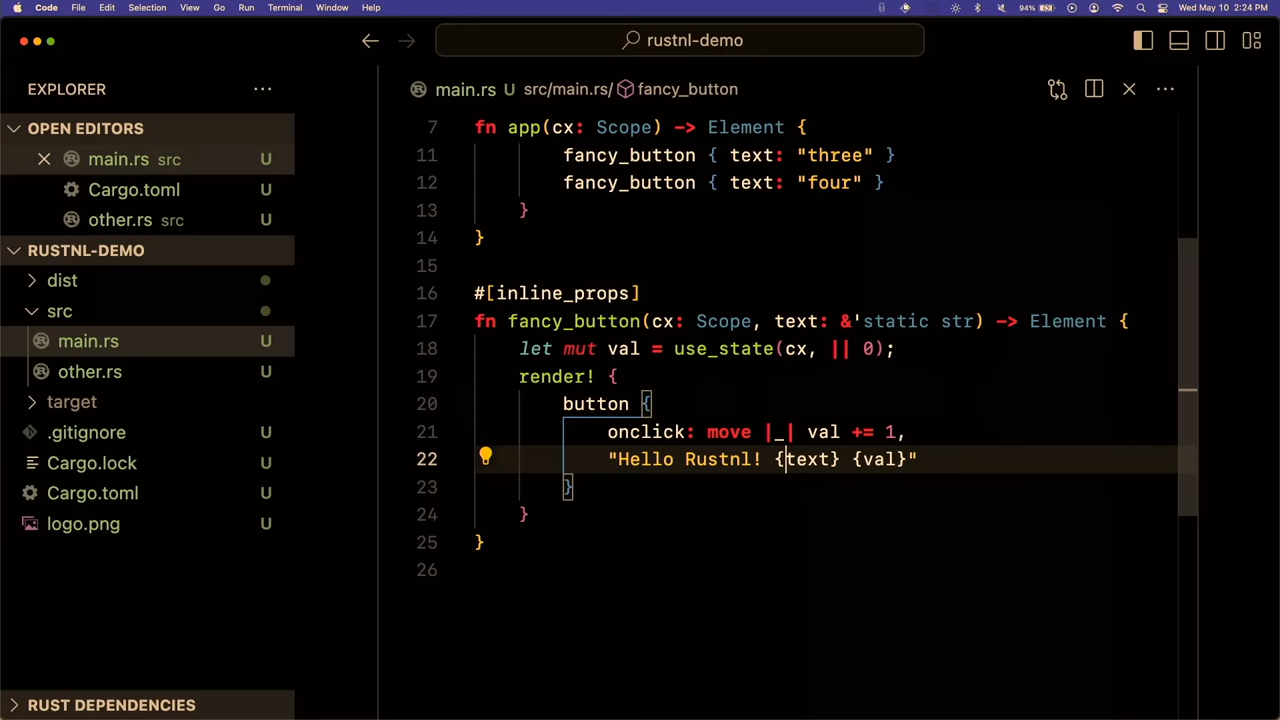 Code File Edit Selection View Go Run Terminal Window Help 94% Wed May 10 2:24 PM
rustnl-demo
EXPLORER
OPEN EDITORS
main.rs src U
Cargo.toml U
other.rs src U
RUSTNL-DEMO
dist
src
main.rs U
other.rs U
target
.gitignore U
Cargo.lock U
Cargo.toml U
logo.png U
RUST DEPENDENCIES
main.rs U src/main.rs/ fancy_button
7 fn app(cx: Scope) -> Element {
11 fancy_button { text: "three" }
12 fancy_button { text: "four" }
13 }
14 }
15
16 #[inline_props]
17 fn fancy_button(cx: Scope, text: &'static str) -> Element {
18 let mut val = use_state(cx, || 0);
19 render! {
20 button {
21 onclick: move |_| val += 1,
22 "Hello Rustnl! {text} {val}"
23 }
24 }
25 }
26